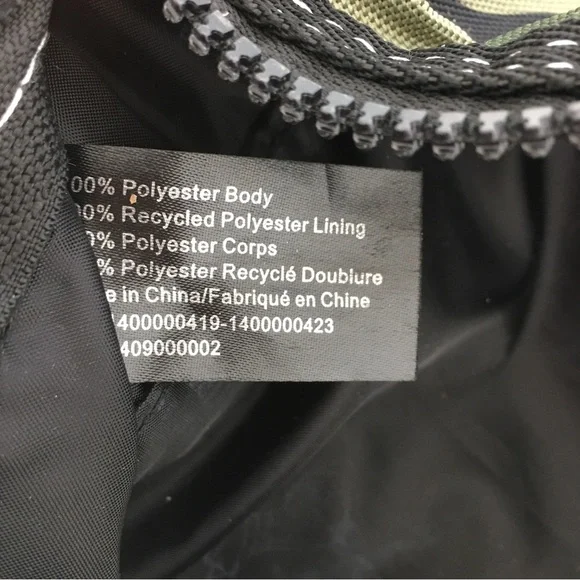 00% Polyester Body
00% Recycled Polyester Lining
0% Polyester Corps
% Polyester Recyclé Doublure
e in China/Fabriqué en Chine
400000419-1400000423
409000002